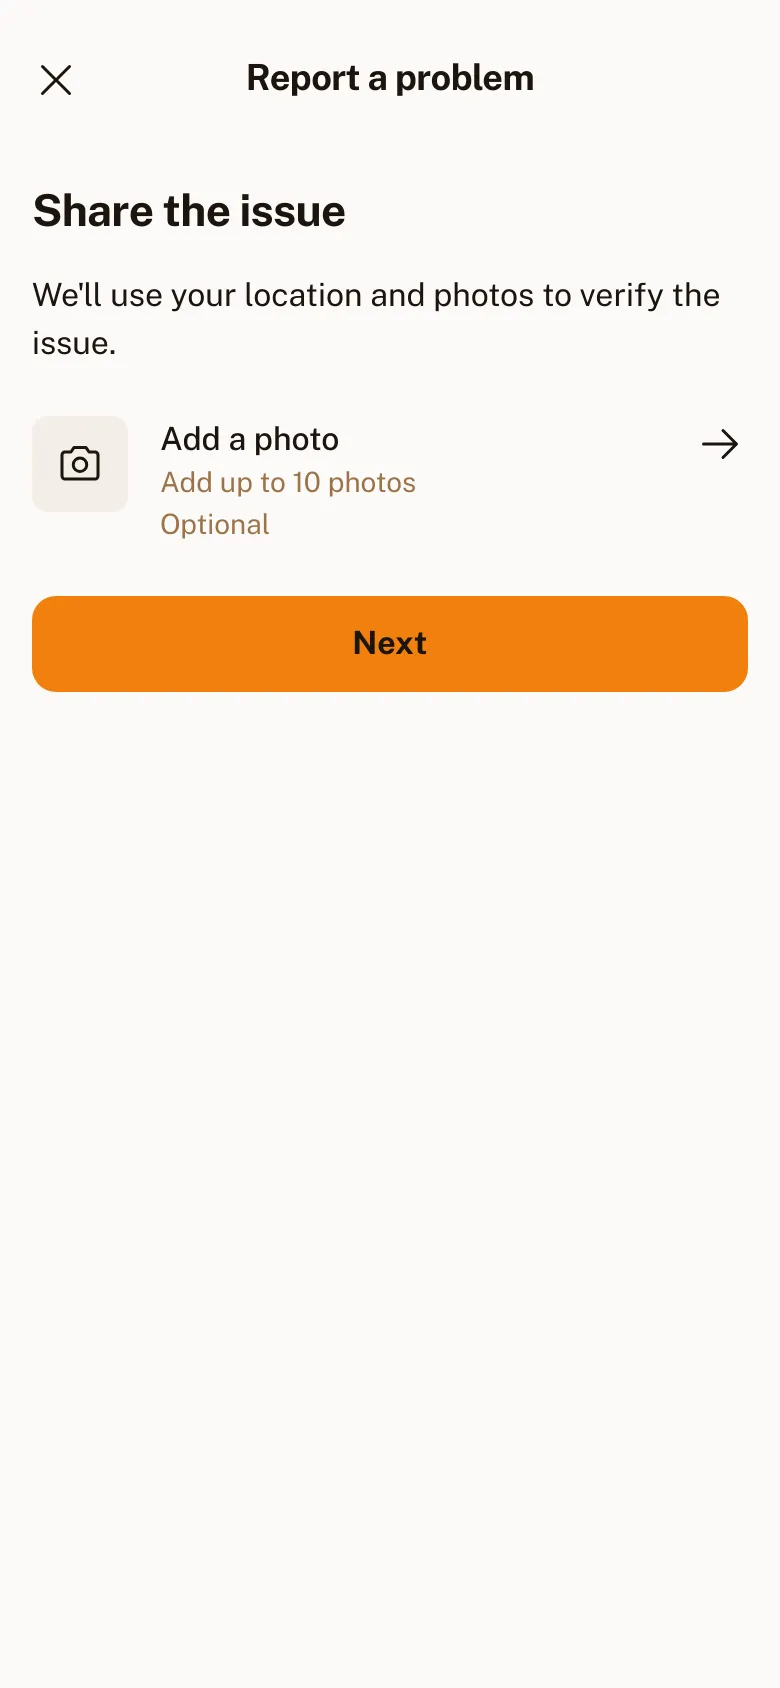 Report a problem
Share the issue
We'll use your location and photos to verify the
issue.
Add a photo
Add up to 10 photos
Optional
Next